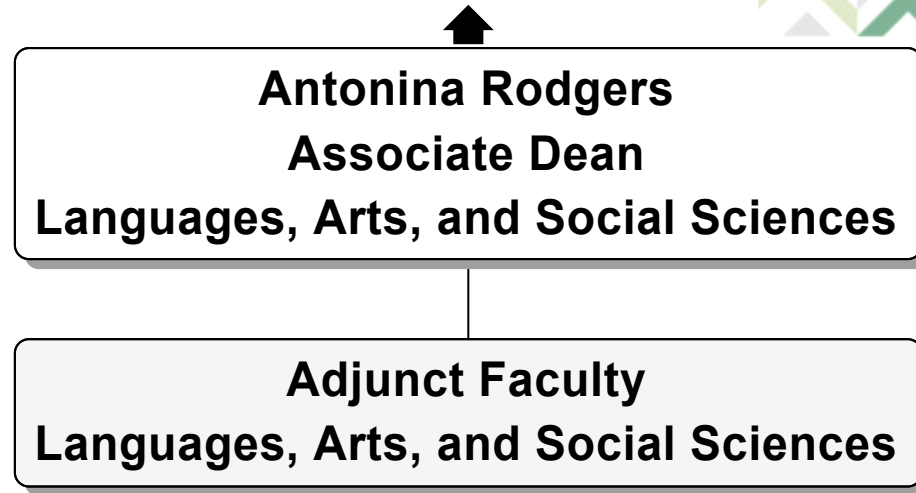 Antonina Rodgers
Associate Dean
Languages, Arts, and Social Sciences
Adjunct Faculty
Languages, Arts, and Social Sciences